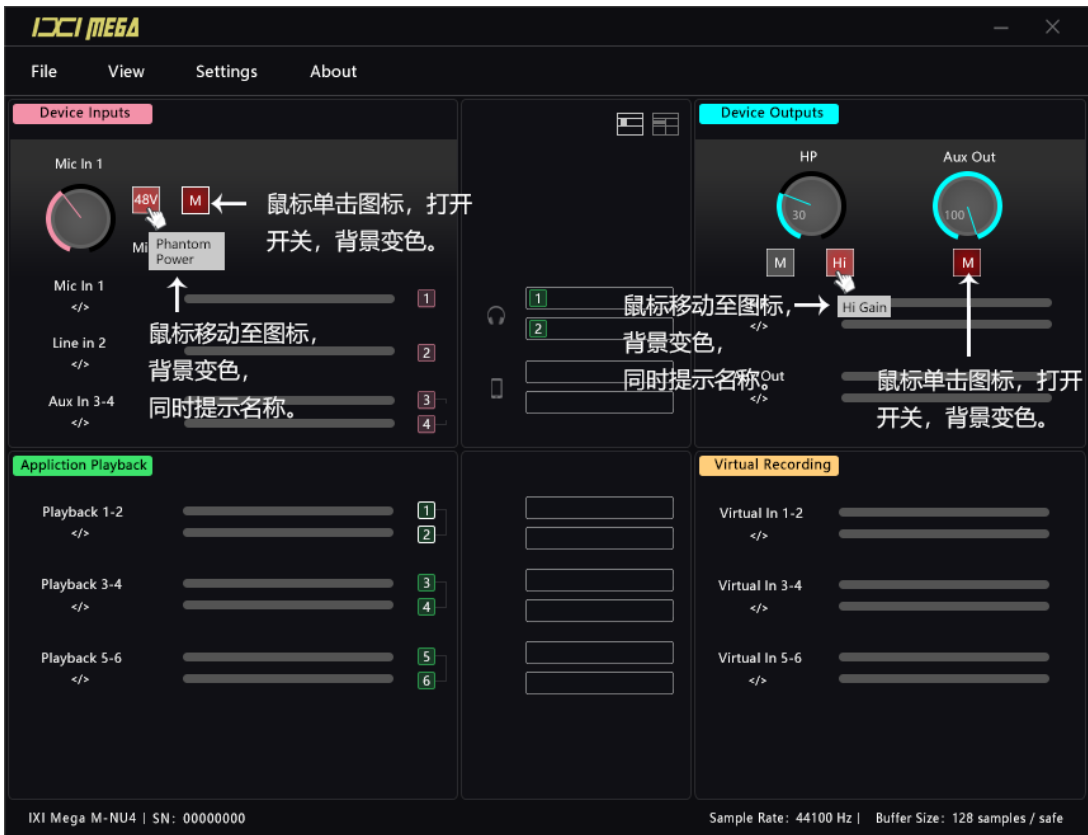 IXI MEGA
File View Settings About
Device Inputs
Mic In 1
48V M
鼠标单击图标，打开
开关，背景变色。
Mi
Phantom
Power
Mic In 1
</>
1
鼠标移动至图标，
背景变色，
同时提示名称。
Line in 2
</>
2
Aux In 3-4
</>
3
4
1
2
Device Outputs
HP Aux Out
30 100
M Hi M
Hi Gain
鼠标移动至图标，
背景变色，
同时提示名称。
</>
Out
</>
鼠标单击图标，打开
开关，背景变色。
Appliction Playback
Playback 1-2
</>
1
2
Playback 3-4
</>
3
4
Playback 5-6
</>
5
6
Virtual Recording
Virtual In 1-2
</>
Virtual In 3-4
</>
Virtual In 5-6
</>
IXI Mega M-NU4 | SN: 00000000
Sample Rate: 44100 Hz | Buffer Size: 128 samples / safe